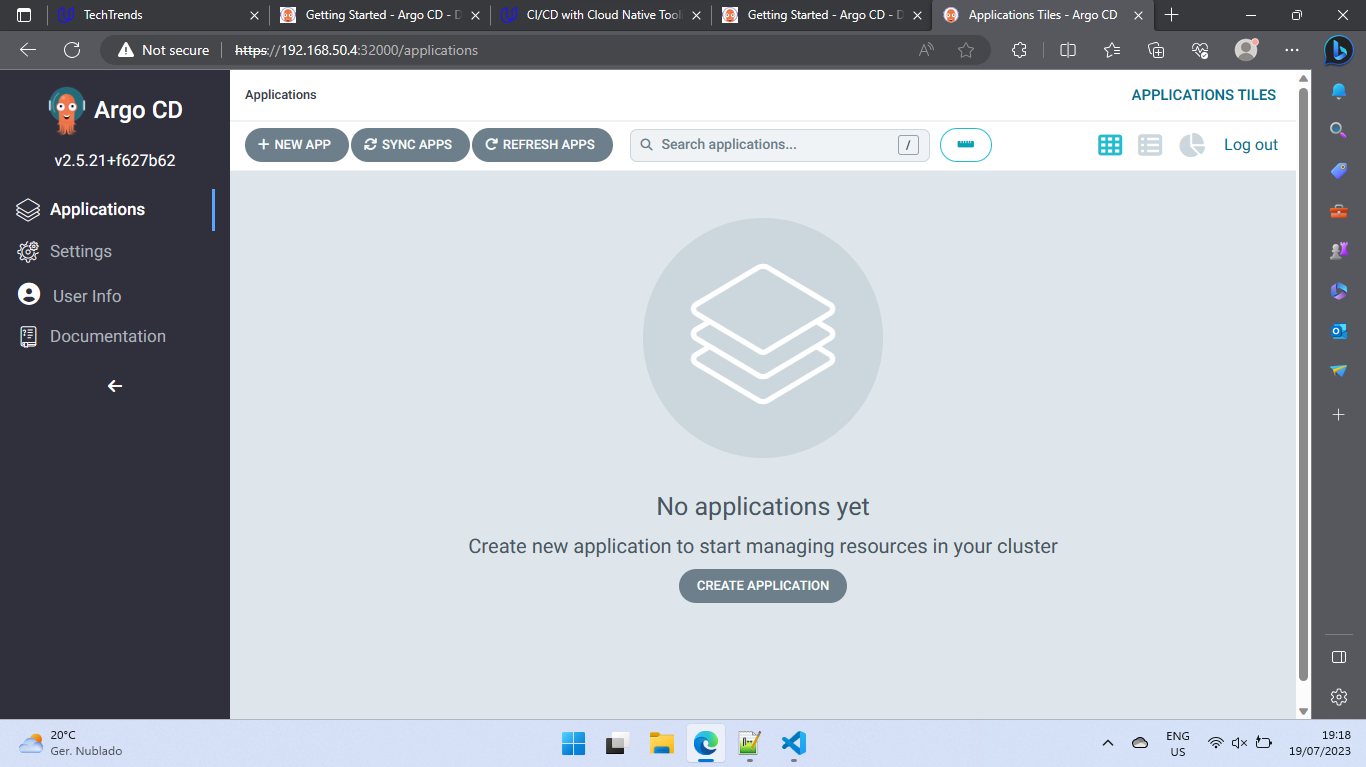 TechTrends
Getting Started - Argo CD - D
CI/CD with Cloud Native Tool
Getting Started - Argo CD - D
Applications Tiles - Argo CD
Not secure
https://192.168.50.4:32000/applications
Argo CD
v2.5.21+f627b62
Applications
Settings
User Info
Documentation
Applications
APPLICATIONS TILES
+ NEW APP
SYNC APPS
REFRESH APPS
Search applications...
/
Log out
No applications yet
Create new application to start managing resources in your cluster
CREATE APPLICATION
20°C
Ger. Nublado
ENG
US
19:18
19/07/2023